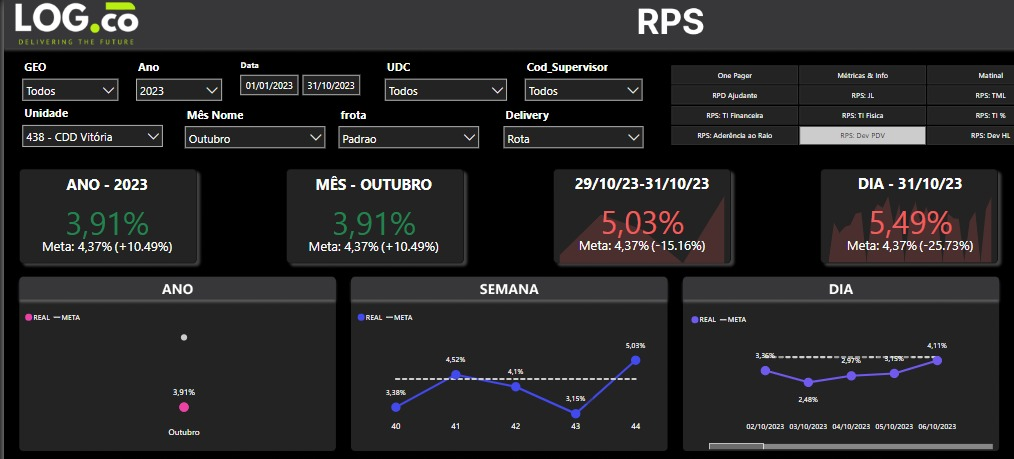 LOG.co
DELIVERING THE FUTURE
RPS
GEO Ano Data UDC Cod_Supervisor
Todos 2023 01/01/2023 31/10/2023 Todos Todos
Unidade Mês Nome frota Delivery
438 - CDD Vitória Outubro Padrao Rota
One Pager Métricas & Info Matinal
RPD Ajudante RPS: JL RPS: TML
RPS: TI Financeira RPS: TI Fisica RPS: TI %
RPS: Aderência ao Raio RPS: Dev PDV RPS: Dev HL
ANO - 2023
3,91%
Meta: 4,37% (+10.49%)
MÊS - OUTUBRO
3,91%
Meta: 4,37% (+10.49%)
29/10/23-31/10/23
5,03%
Meta: 4,37% (-15.16%)
DIA - 31/10/23
5,49%
Meta: 4,37% (-25.73%)
ANO
REAL META
3,91%
Outubro
SEMANA
REAL META
3,38% 4,52% 4,1% 3,15% 5,03%
40 41 42 43 44
DIA
REAL META
3,36% 2,48% 2,97% 3,15% 4,11%
02/10/2023 03/10/2023 04/10/2023 05/10/2023 06/10/2023